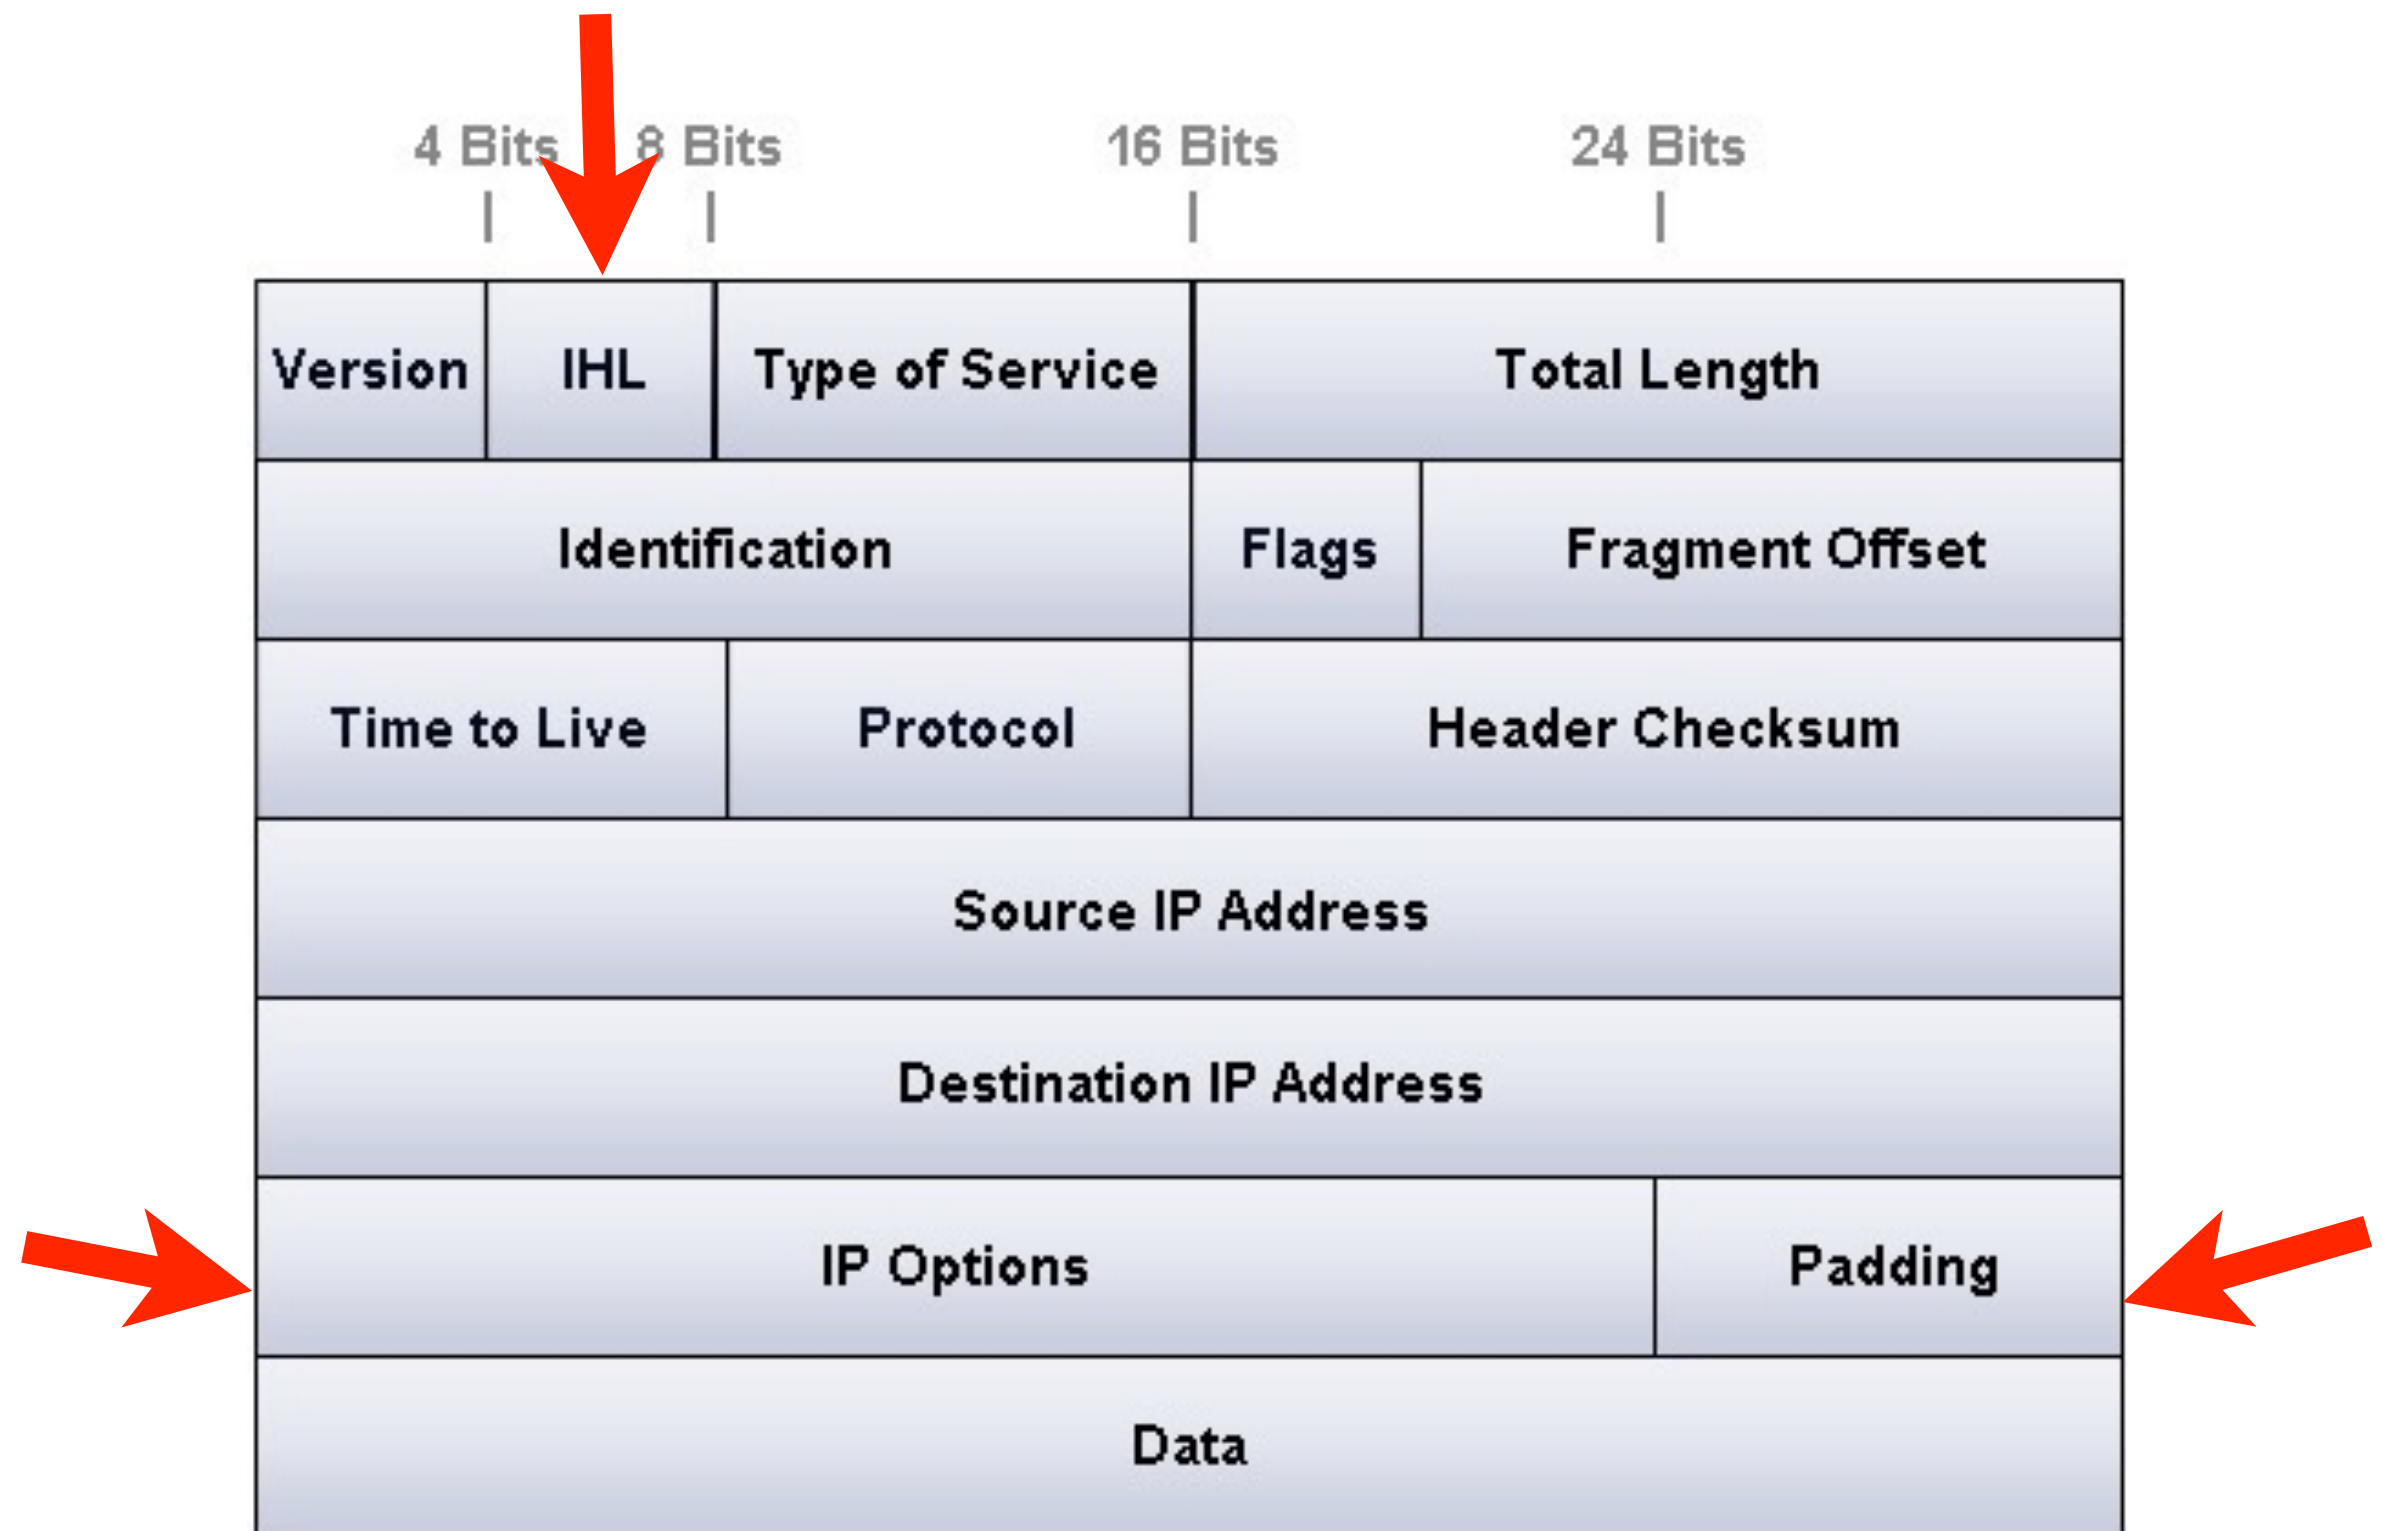 4 Bits 8 Bits 16 Bits 24 Bits
Version IHL Type of Service Total Length
Identification Flags Fragment Offset
Time to Live Protocol Header Checksum
Source IP Address
Destination IP Address
IP Options Padding
Data